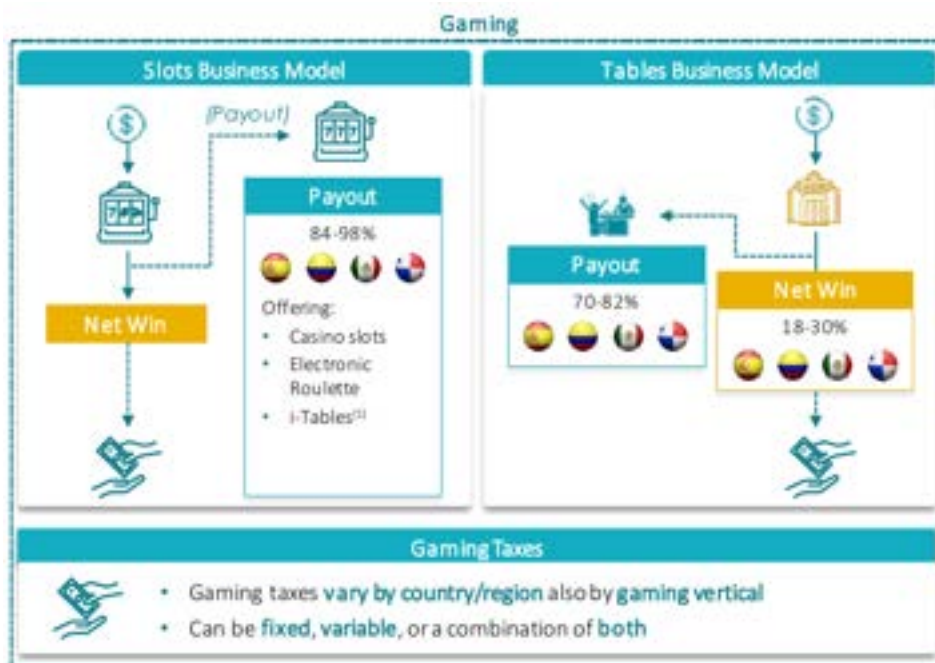 Gaming
Slots Business Model
(Payout)
Payout
84-98%
Offering:
• Casino slots
• Electronic
Roulette
• i-Tables(1)
Net Win
Tables Business Model
Payout
70-82%
Net Win
18-30%
Gaming Taxes
• Gaming taxes vary by country/region also by gaming vertical
• Can be fixed, variable, or a combination of both